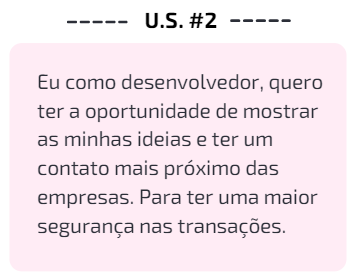 ----- U.S. #2 -----
Eu como desenvolvedor, quero
ter a oportunidade de mostrar
as minhas ideias e ter um
contato mais próximo das
empresas. Para ter uma maior
segurança nas transações.